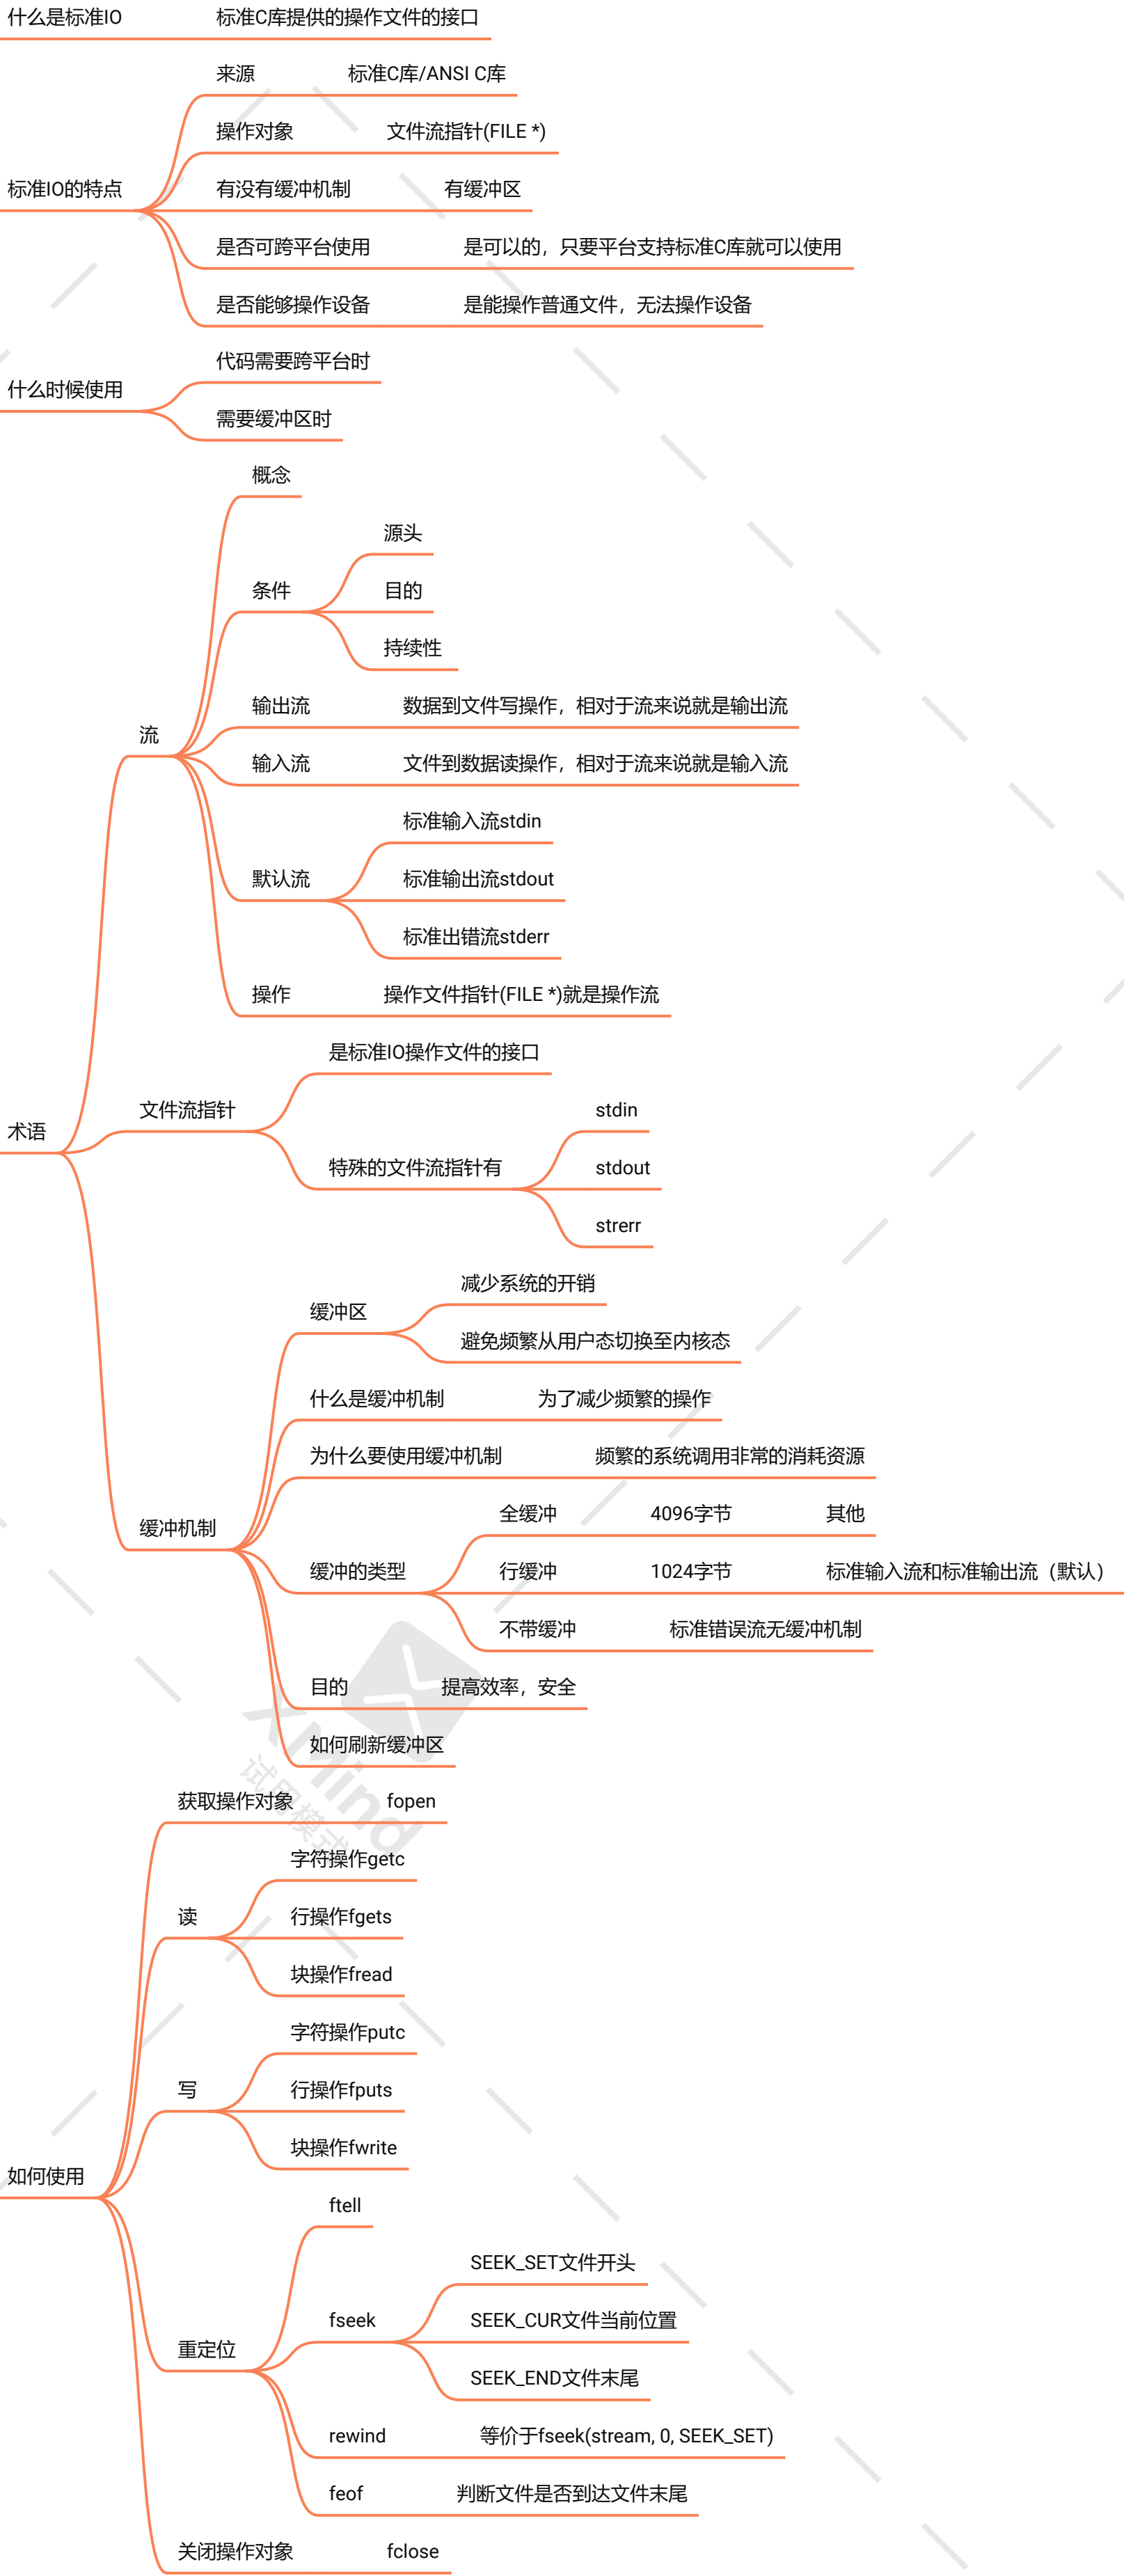 什么是标准IO 标准C库提供的操作文件的接口
来源 标准C库/ANSI C库
操作对象 文件流指针(FILE *)
标准IO的特点 有没有缓冲机制 有缓冲区
是否可跨平台使用 是可以的，只要平台支持标准C库就可以使用
是否能够操作设备 是能操作普通文件，无法操作设备
代码需要跨平台时
什么时候使用
需要缓冲区时
概念
源头
条件 目的
持续性
输出流 数据到文件写操作，相对于流来说就是输出流
流
输入流 文件到数据读操作，相对于流来说就是输入流
标准输入流stdin
默认流 标准输出流stdout
标准出错流stderr
操作 操作文件指针(FILE *)就是操作流
是标准IO操作文件的接口
文件流指针 stdin
术语
特殊的文件流指针有 stdout
strerr
减少系统的开销
缓冲区
避免频繁从用户态切换至内核态
什么是缓冲机制 为了减少频繁的操作
为什么要使用缓冲机制 频繁的系统调用非常的消耗资源
全缓冲 4096字节 其他
缓冲机制
缓冲的类型 行缓冲 1024字节 标准输入流和标准输出流（默认）
不带缓冲 标准错误流无缓冲机制
目的 提高效率，安全
如何刷新缓冲区
XMind
试用模式
获取操作对象 fopen
字符操作getc
读 行操作fgets
块操作fread
字符操作putc
写 行操作fputs
块操作fwrite
如何使用
ftell
SEEK_SET文件开头
fseek SEEK_CUR文件当前位置
重定位
SEEK_END文件末尾
rewind 等价于fseek(stream, 0, SEEK_SET)
feof 判断文件是否到达文件末尾
关闭操作对象 fclose